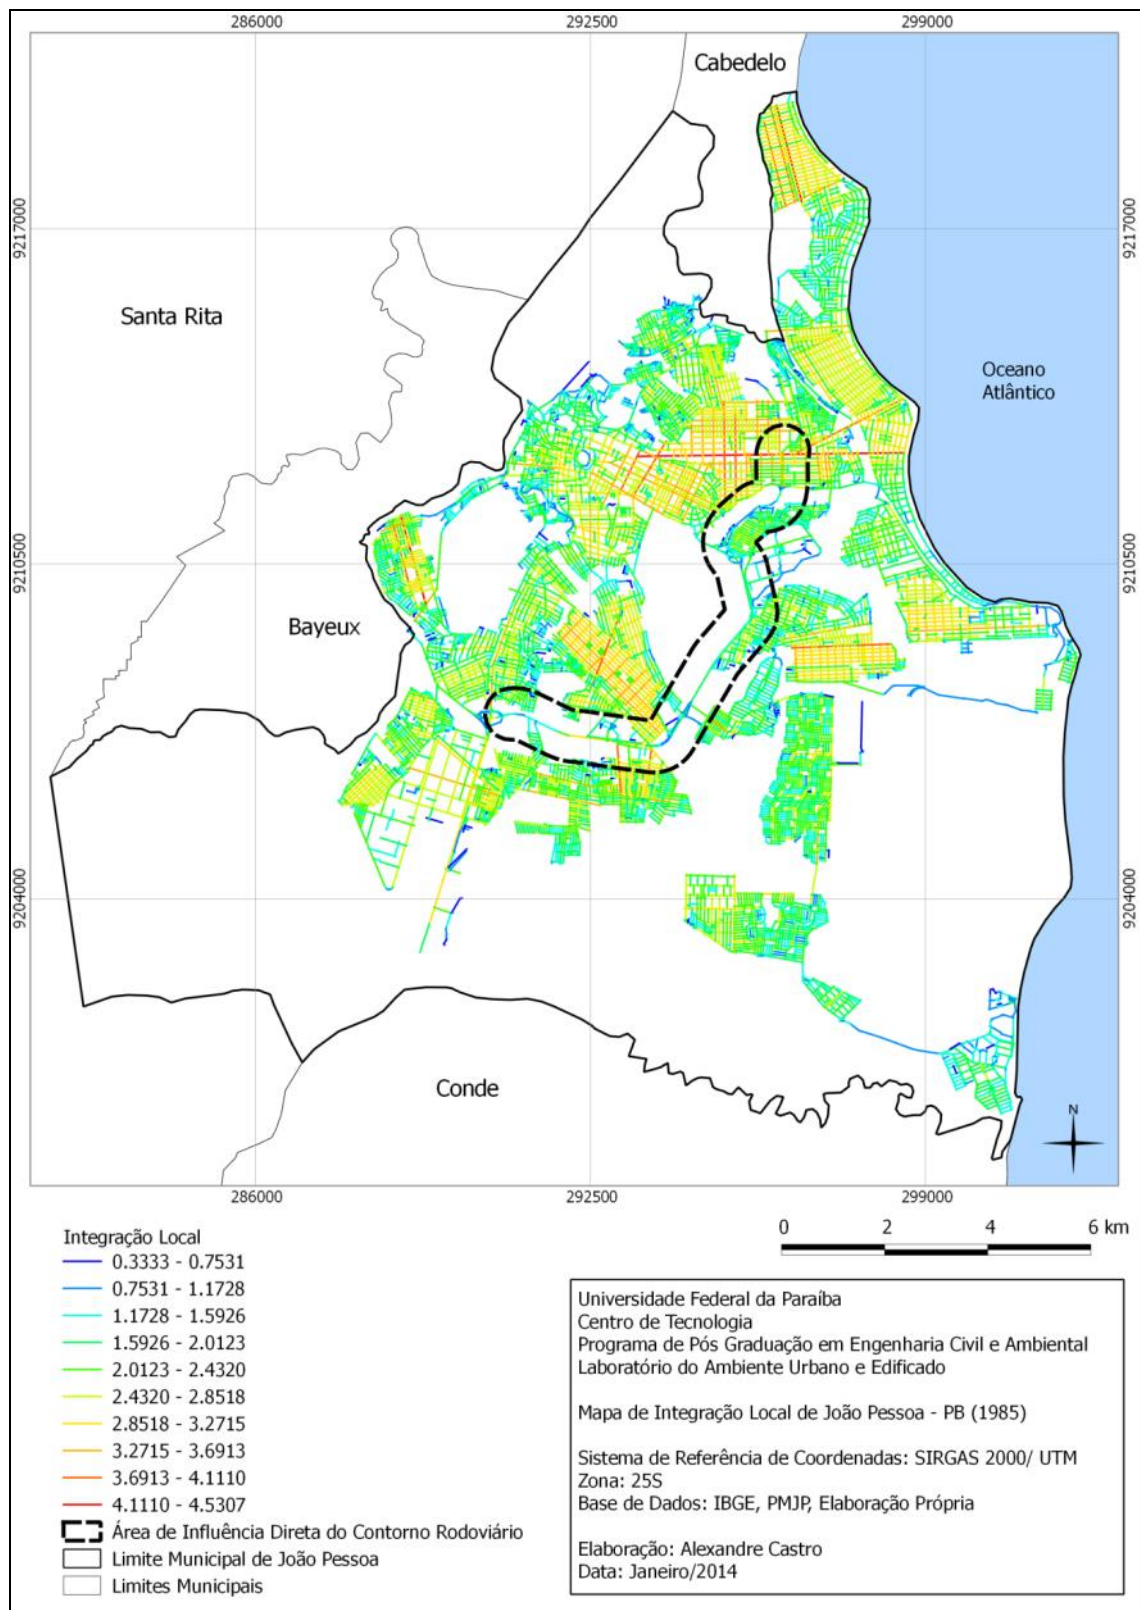 286000
292500
299000
Cabedelo
9217000
9217000
Santa Rita
Oceano
Atlântico
9210500
9210500
Bayeux
9204000
9204000
Conde
N
286000
292500
299000
Integração Local
0.3333 - 0.7531
0.7531 - 1.1728
1.1728 - 1.5926
1.5926 - 2.0123
2.0123 - 2.4320
2.4320 - 2.8518
2.8518 - 3.2715
3.2715 - 3.6913
3.6913 - 4.1110
4.1110 - 4.5307
Área de Influência Direta do Contorno Rodoviário
Limite Municipal de João Pessoa
Limites Municipais
0 2 4 6 km
Universidade Federal da Paraíba
Centro de Tecnologia
Programa de Pós Graduação em Engenharia Civil e Ambiental
Laboratório do Ambiente Urbano e Edificado
Mapa de Integração Local de João Pessoa - PB (1985)
Sistema de Referência de Coordenadas: SIRGAS 2000/ UTM
Zona: 25S
Base de Dados: IBGE, PMJP, Elaboração Própria
Elaboração: Alexandre Castro
Data: Janeiro/2014